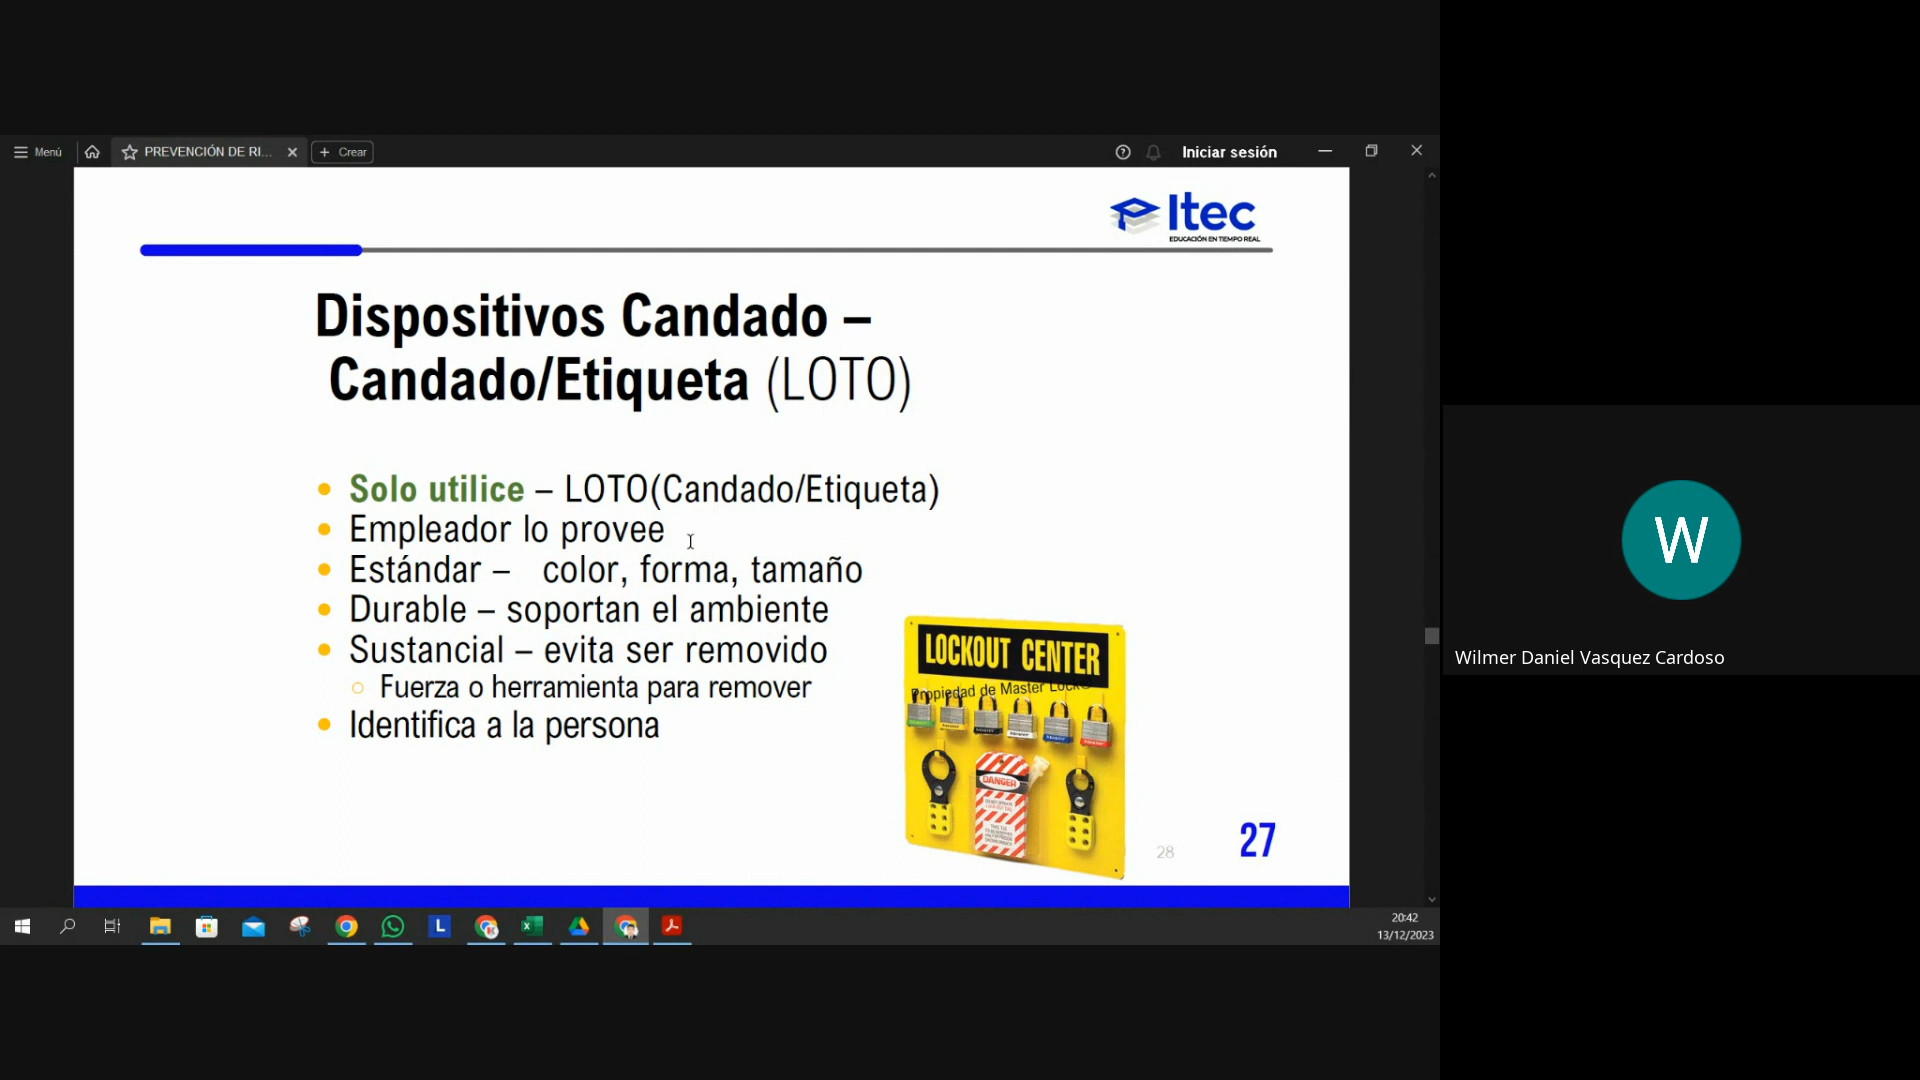 Menú
PREVENCIÓN DE RI...
Crear
Iniciar sesión
Itec
EDUCACIÓN EN TIEMPO REAL
Dispositivos Candado –
Candado/Etiqueta (LOTO)
Solo utilice – LOTO(Candado/Etiqueta)
Empleador lo provee
Estándar – color, forma, tamaño
Durable – soportan el ambiente
Sustancial – evita ser removido
Fuerza o herramienta para remover
Identifica a la persona
LOCKOUT CENTER
Propiedad de Master Lock®
DANGER
28
27
20:42
13/12/2023
W
Wilmer Daniel Vasquez Cardoso